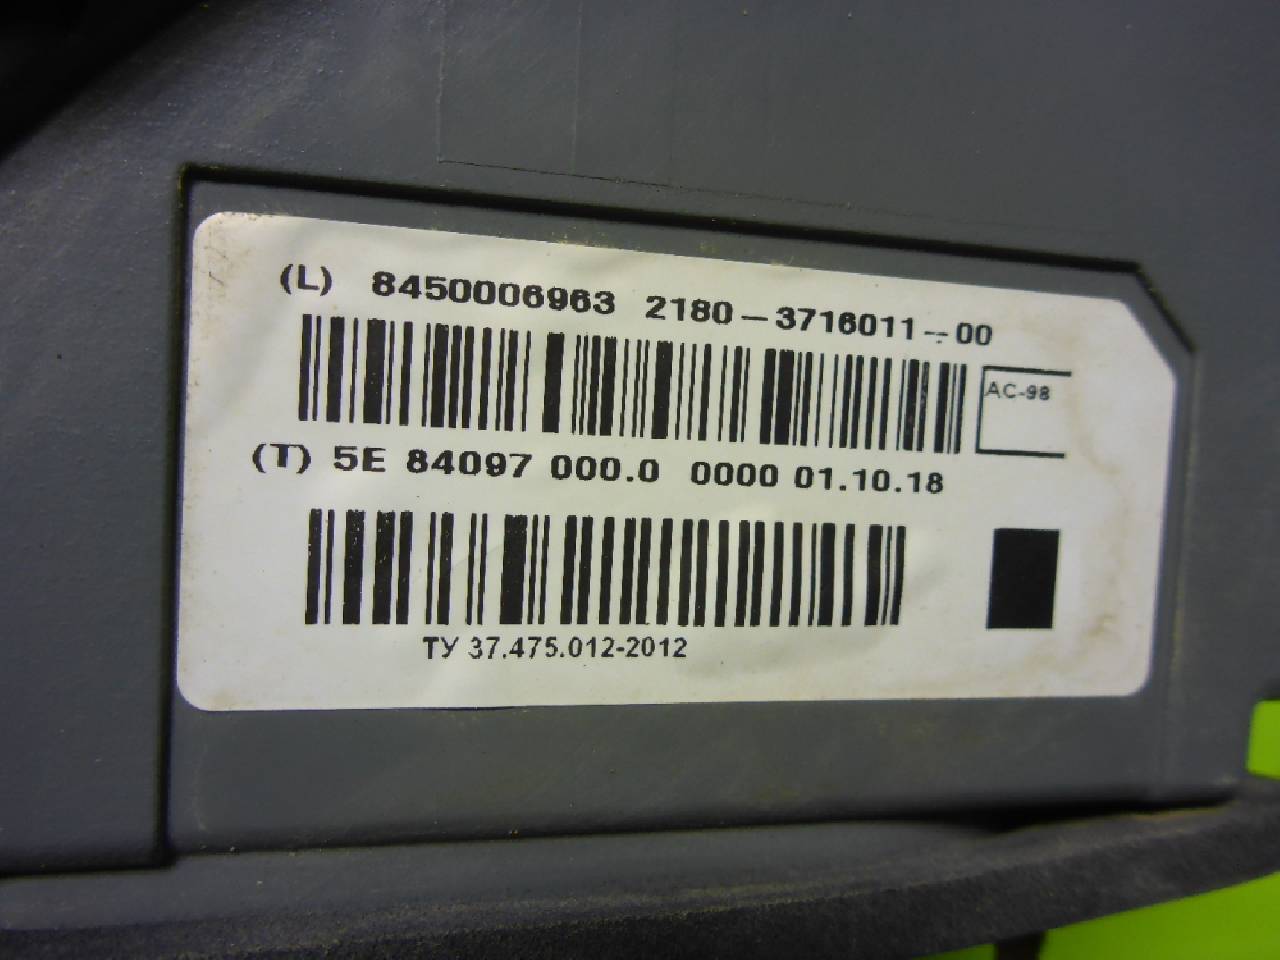 (L) 8450006963 2180-3716011-00
AC-98
(T) 5E 84097 000.0 0000 01.10.18
ТУ 37.475.012-2012